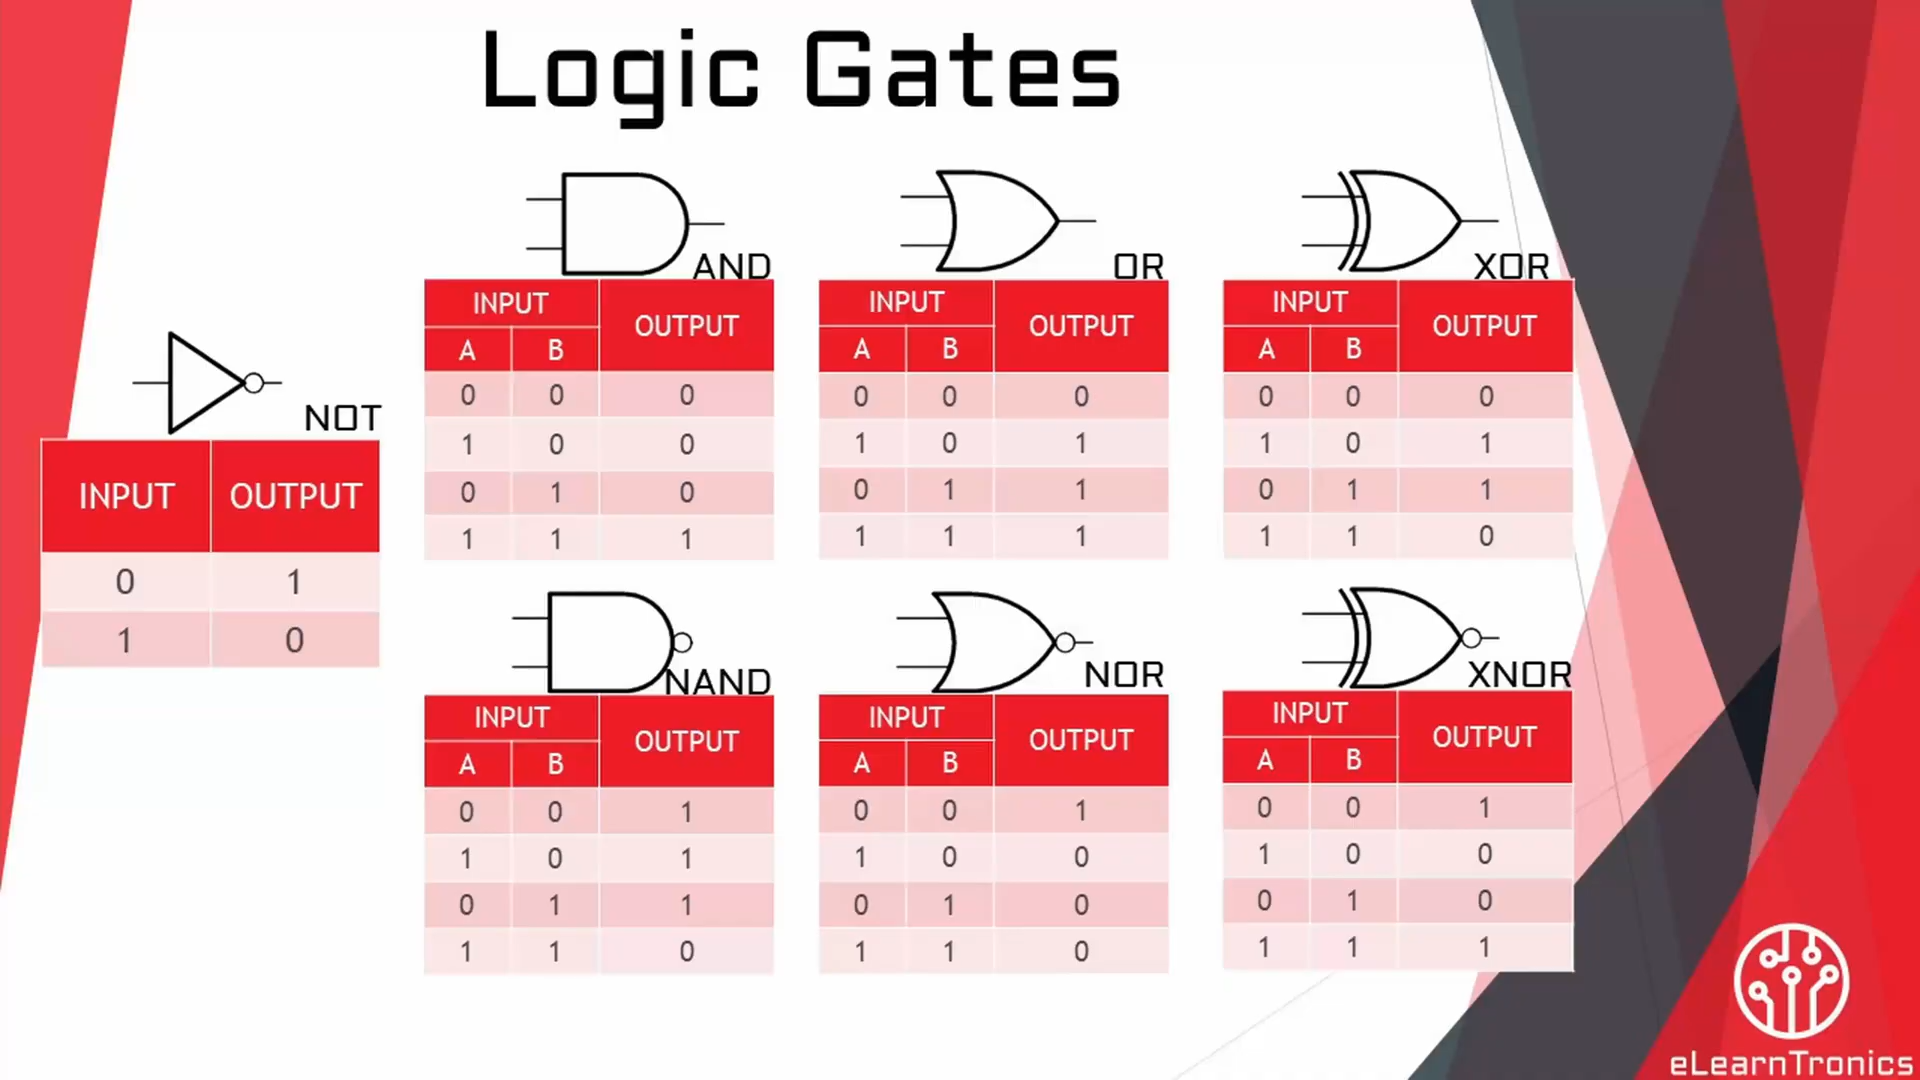 Logic Gates
NOT
INPUT OUTPUT
0 1
1 0
AND
INPUT OUTPUT
A B
0 0 0
1 0 0
0 1 0
1 1 1
OR
INPUT OUTPUT
A B
0 0 0
1 0 1
0 1 1
1 1 1
XOR
INPUT OUTPUT
A B
0 0 0
1 0 1
0 1 1
1 1 0
NAND
INPUT OUTPUT
A B
0 0 1
1 0 1
0 1 1
1 1 0
NOR
INPUT OUTPUT
A B
0 0 1
1 0 0
0 1 0
1 1 0
XNOR
INPUT OUTPUT
A B
0 0 1
1 0 0
0 1 0
1 1 1
eLearnTronics